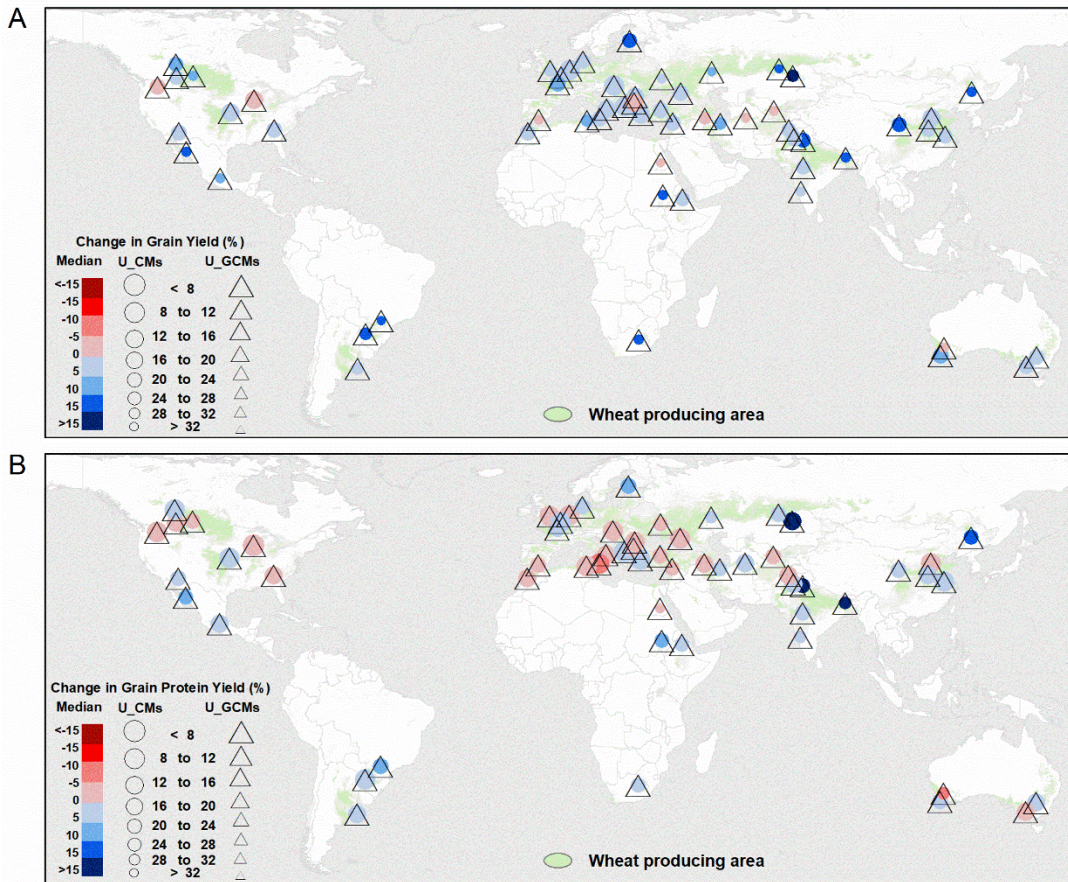 A
Change in Grain Yield (%)
Median U_CMs U_GCMs
<-15 < 8
-15 8 to 12
-10 12 to 16
-5 16 to 20
0 20 to 24
5 24 to 28
10 28 to 32
15 > 32
>15
Wheat producing area
B
Change in Grain Protein Yield (%)
Median U_CMs U_GCMs
<-15 < 8
-15 8 to 12
-10 12 to 16
-5 16 to 20
0 20 to 24
5 24 to 28
10 28 to 32
15 > 32
>15
Wheat producing area